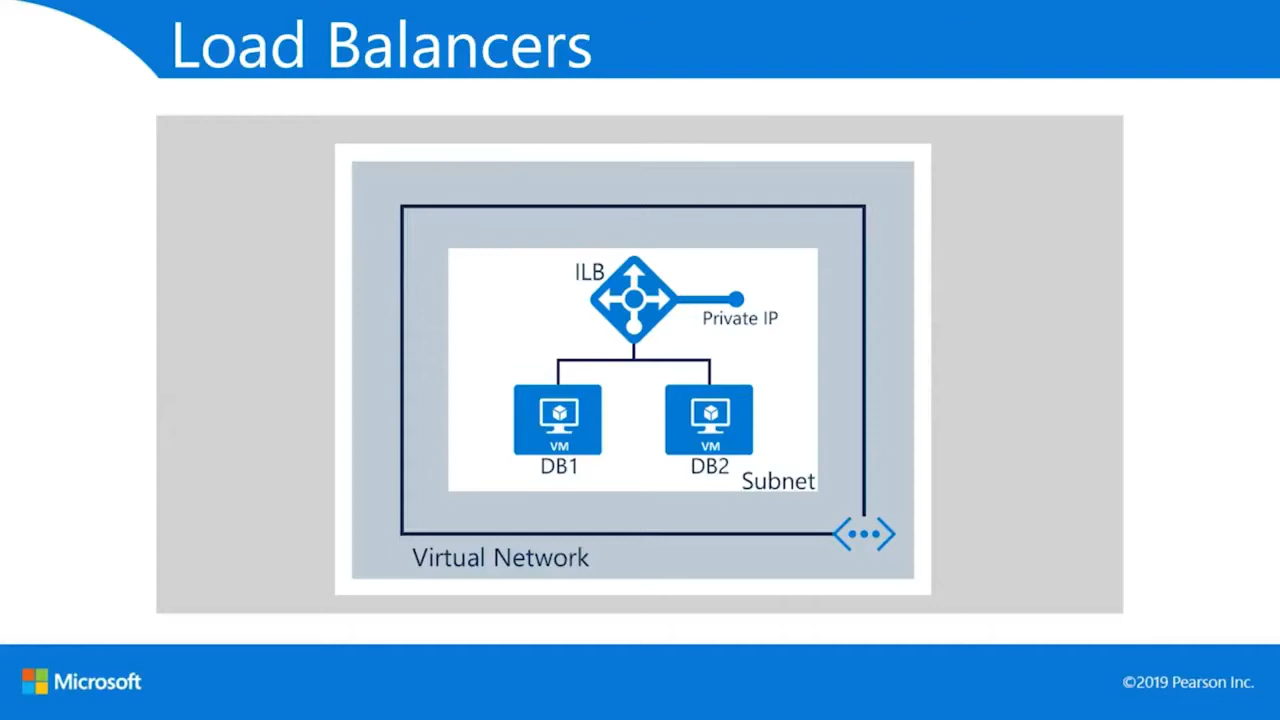 Load Balancers
ILB
Private IP
VM
VM
DB1
DB2
Subnet
Virtual Network
Microsoft
©2019 Pearson Inc.